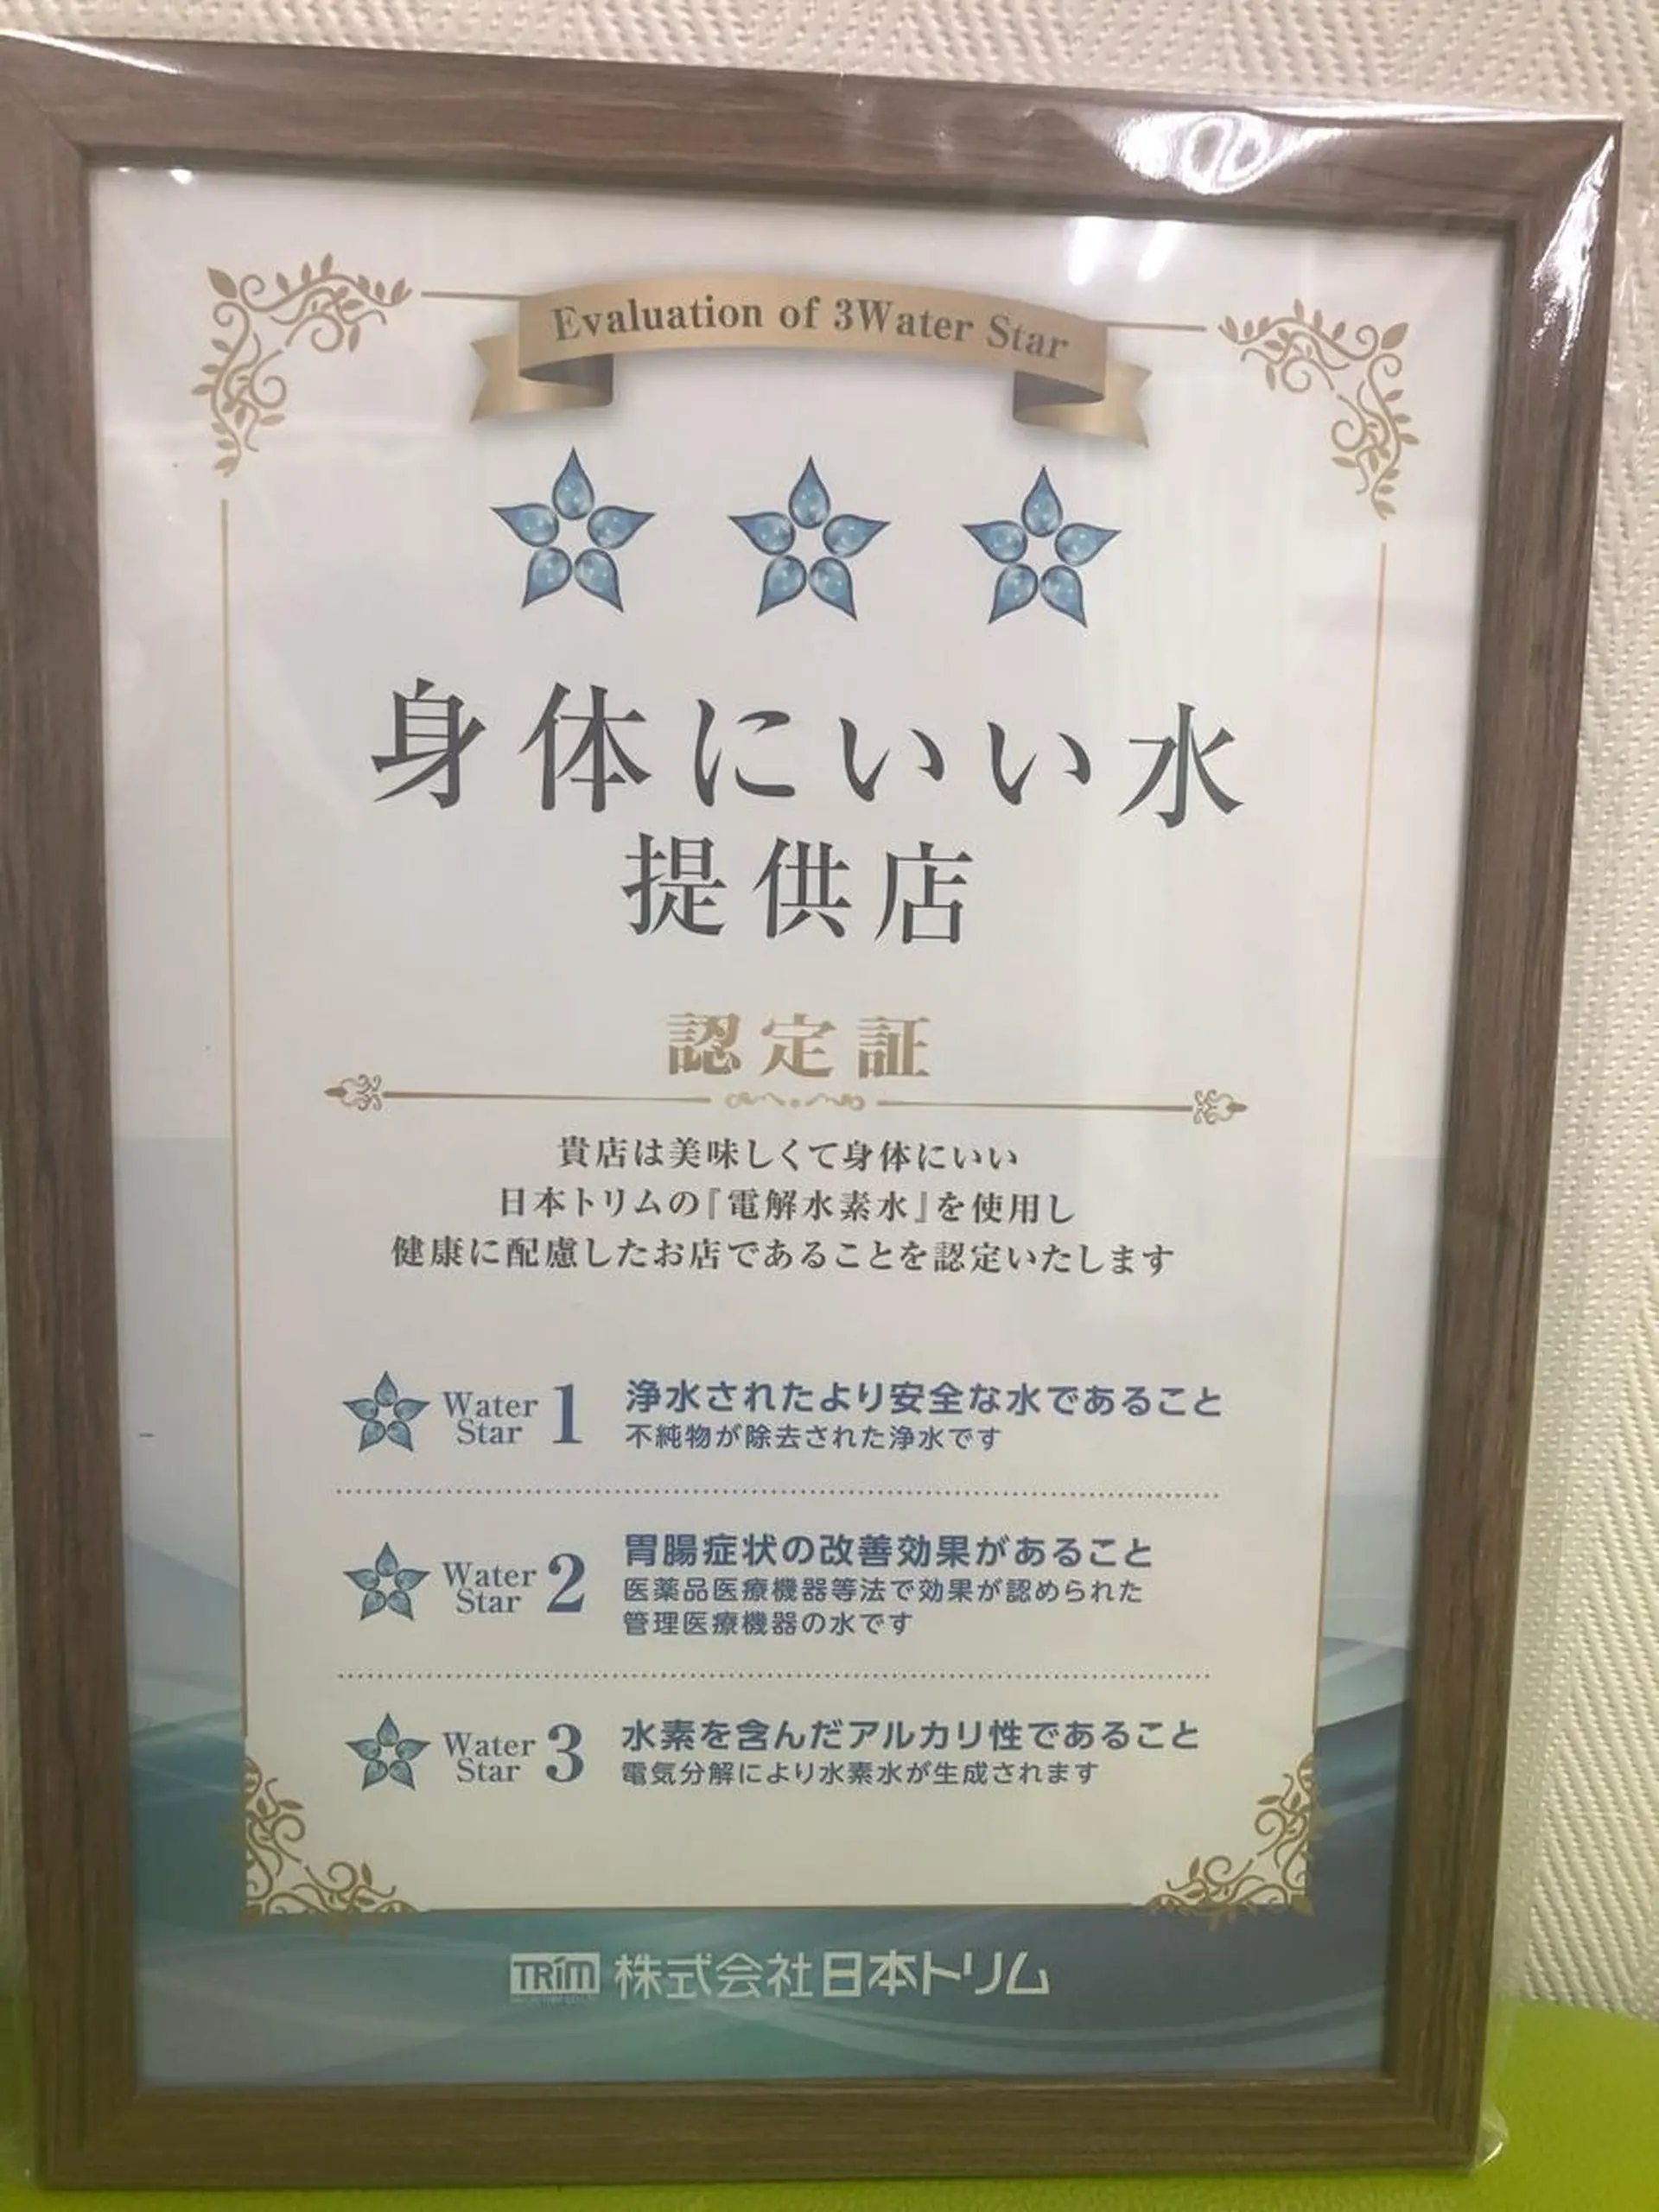 Evaluation of 3Water Star
身体にいい水
提供店
認定証
貴店は美味しくて身体にいい
日本トリムの『電解水素水』を使用し
健康に配慮したお店であることを認定いたします
Water Star 1
浄水されたより安全な水であること
不純物が除去された浄水です
Water Star 2
胃腸症状の改善効果があること
医薬品医療機器等法で効果が認められた
管理医療機器の水です
Water Star 3
水素を含んだアルカリ性であること
電気分解により水素水が生成されます
TRIM 株式会社日本トリム